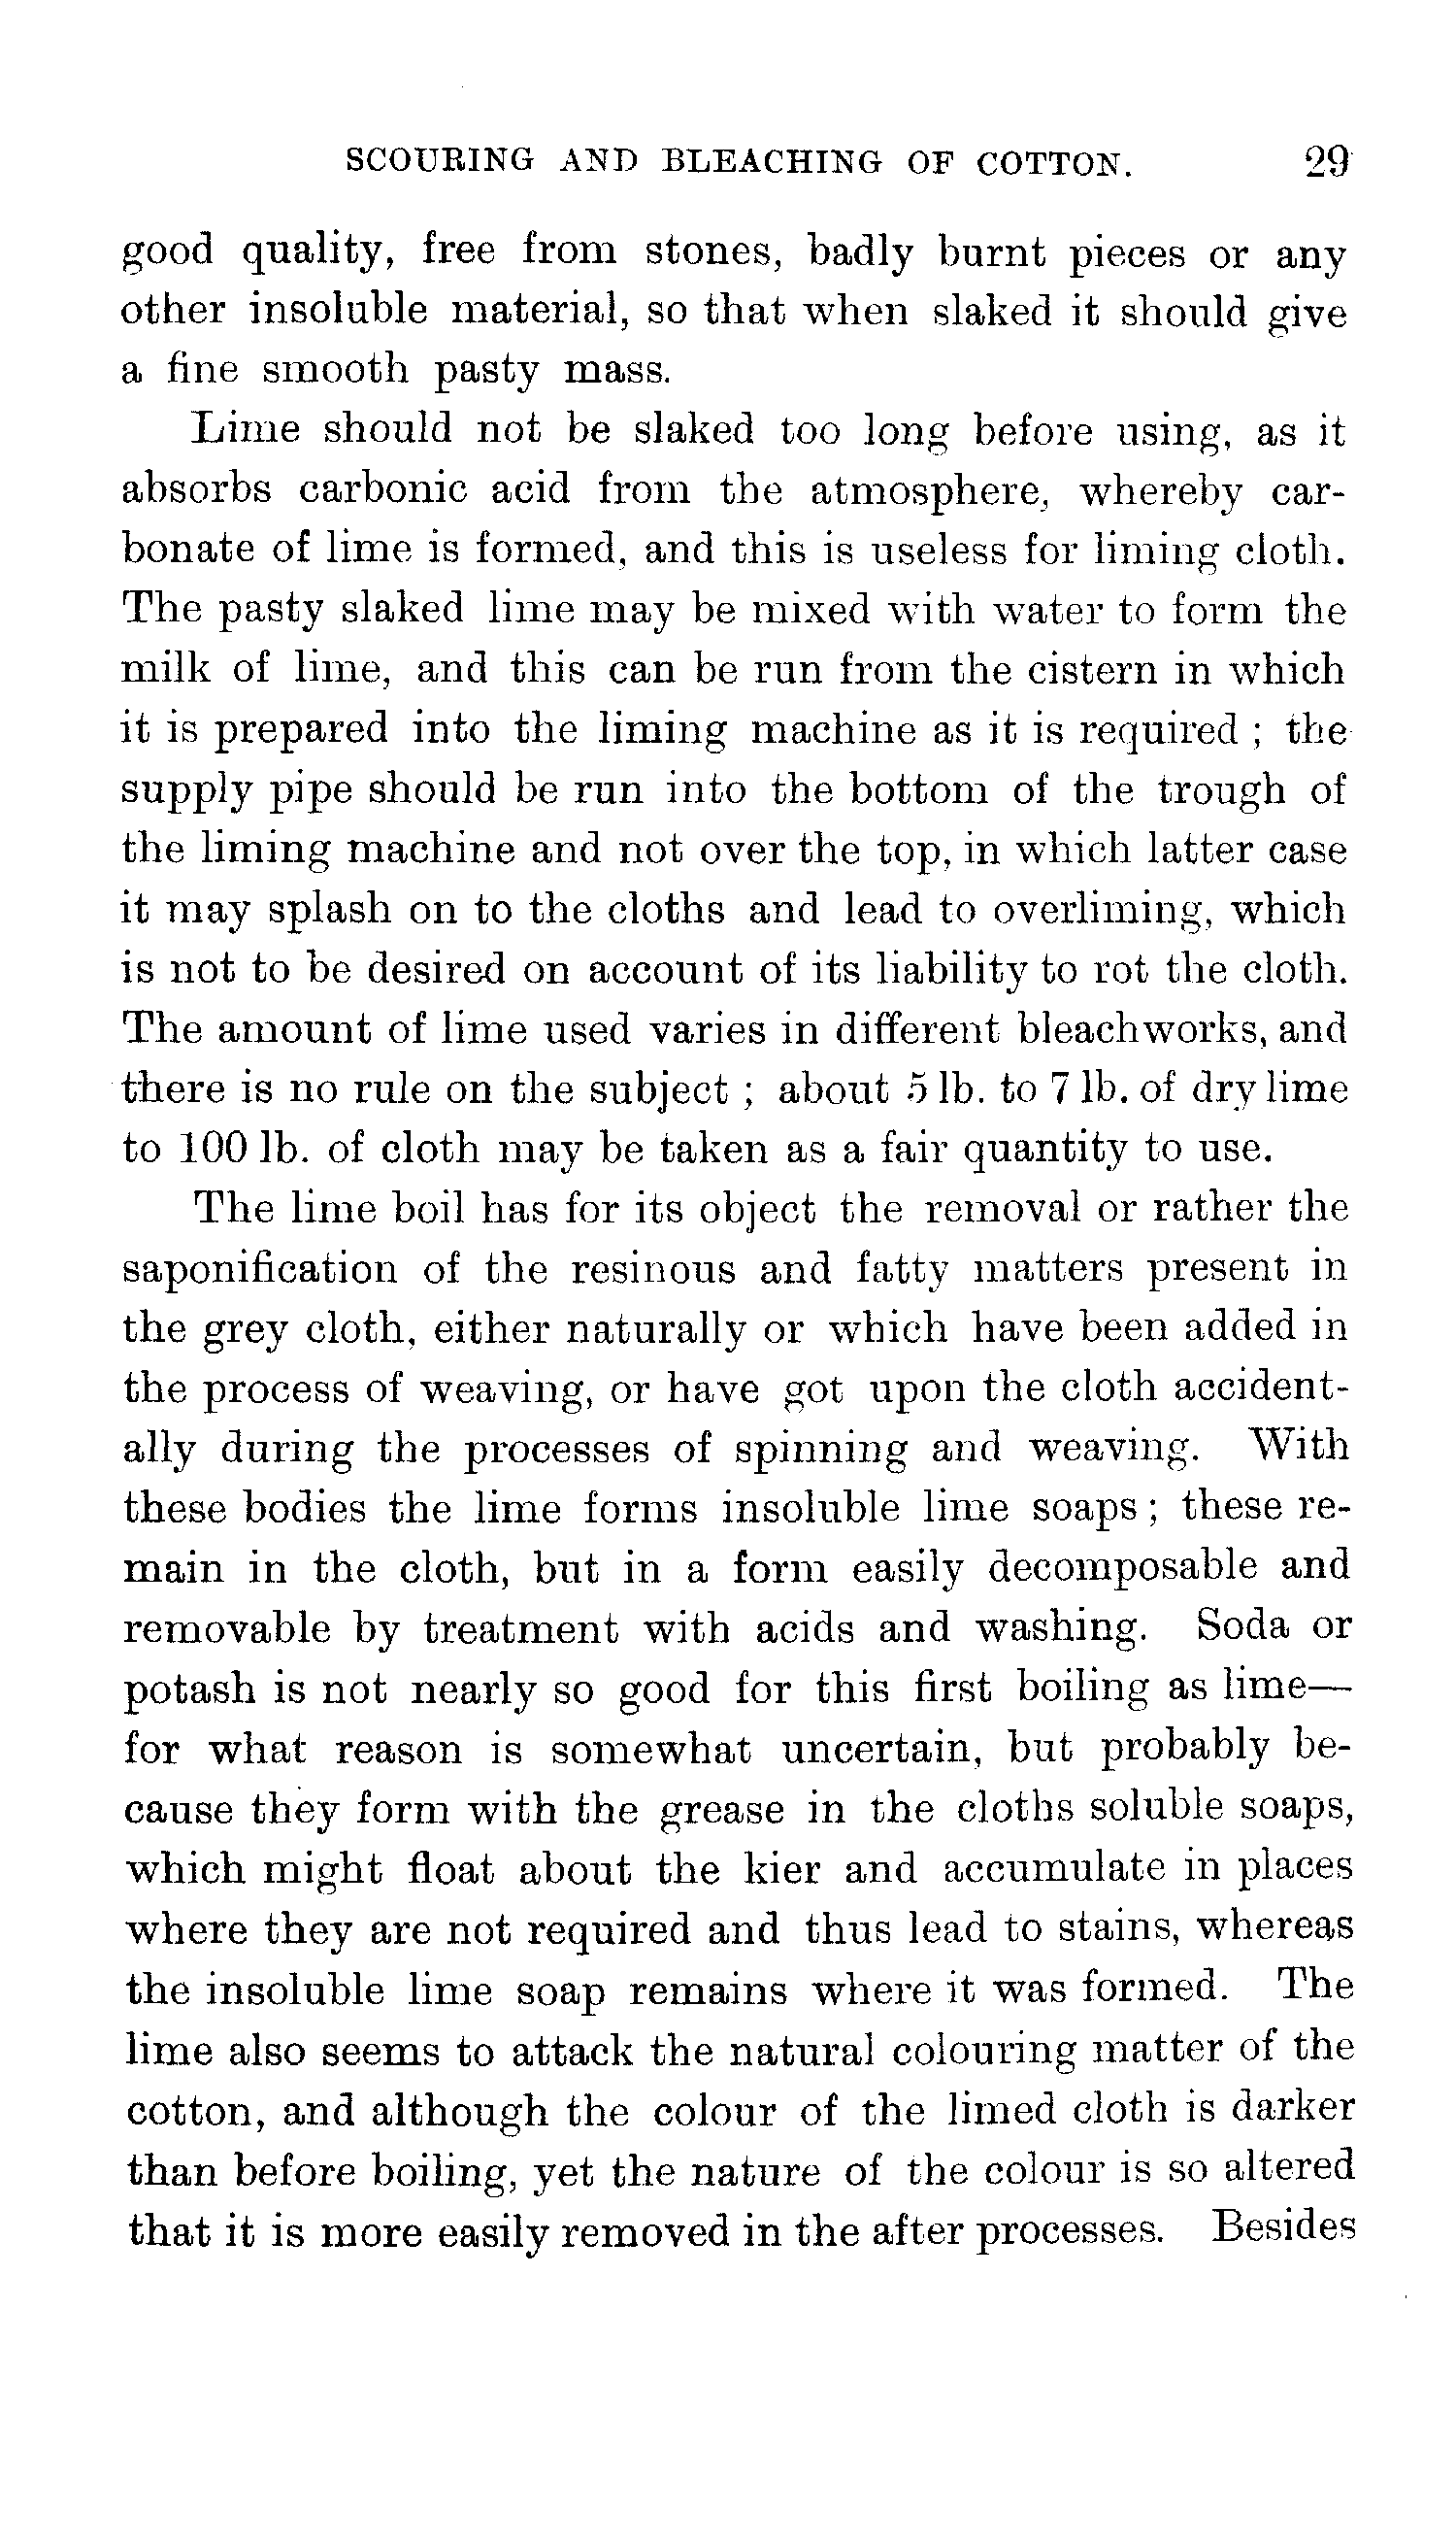 SCOURING AND BLEACHING OF COTTON. 29
good quality, free from stones, badly burnt pieces or any
other insoluble material, so that when slaked it should give
a fine smooth pasty mass.
Lime should not be slaked too long before using, as it
absorbs carbonic acid from the atmosphere, whereby car-
bonate of lime is formed, and this is useless for liming cloth.
The pasty slaked lime may be mixed with water to form the
milk of lime, and this can be run from the cistern in which
it is prepared into the liming machine as it is required ; the
supply pipe should be run into the bottom of the trough of
the liming machine and not over the top, in which latter case
it may splash on to the cloths and lead to overliming, which
is not to be desired on account of its liability to rot the cloth.
The amount of lime used varies in different bleachworks, and
there is no rule on the subject ; about 5 lb. to 7 lb. of dry lime
to 100 lb. of cloth may be taken as a fair quantity to use.
The lime boil has for its object the removal or rather the
saponification of the resinous and fatty matters present in
the grey cloth, either naturally or which have been added in
the process of weaving, or have got upon the cloth accident-
ally during the processes of spinning and weaving. With
these bodies the lime forms insoluble lime soaps ; these re-
main in the cloth, but in a form easily decomposable and
removable by treatment with acids and washing. Soda or
potash is not nearly so good for this first boiling as lime—
for what reason is somewhat uncertain, but probably be-
cause they form with the grease in the cloths soluble soaps,
which might float about the kier and accumulate in places
where they are not required and thus lead to stains, whereas
the insoluble lime soap remains where it was formed. The
lime also seems to attack the natural colouring matter of the
cotton, and although the colour of the limed cloth is darker
than before boiling, yet the nature of the colour is so altered
that it is more easily removed in the after processes. Besides